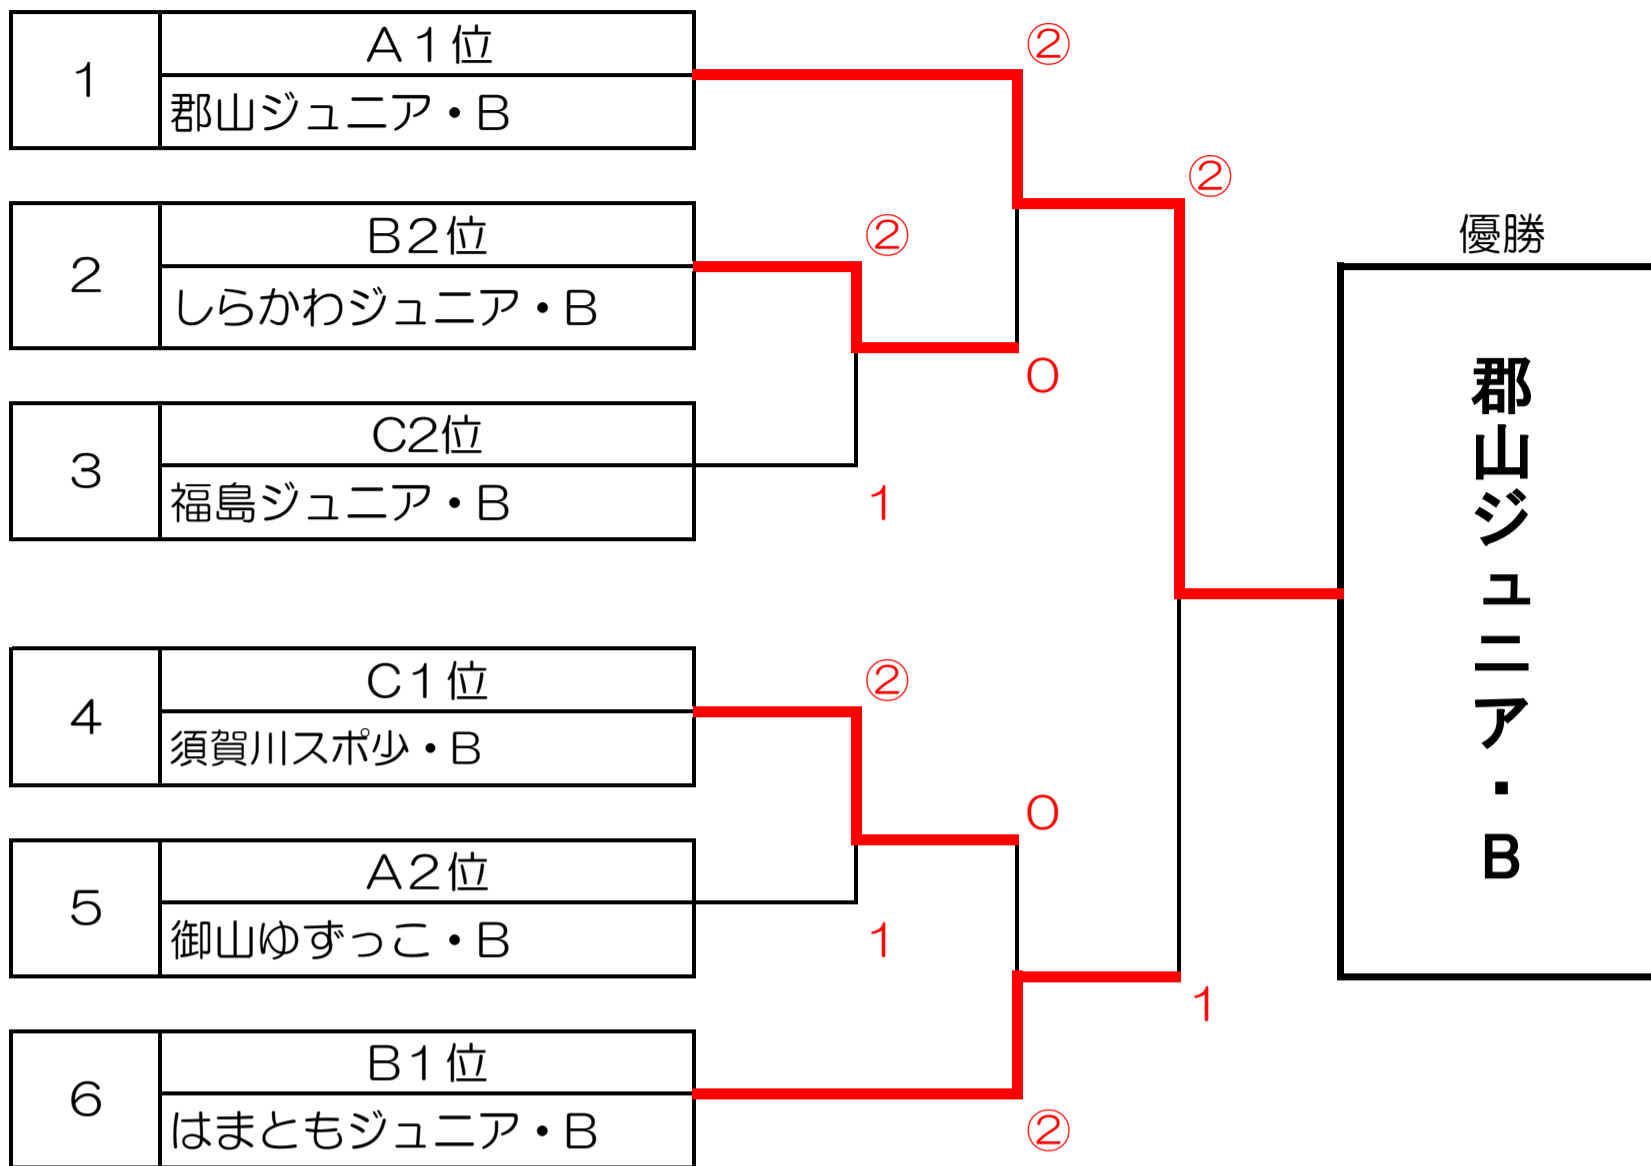 1
A1位
郡山ジュニア・B
②
②
2
B2位
しらかわジュニア・B
②
0
3
C2位
福島ジュニア・B
1
優勝
郡山ジュニア・B
4
C1位
須賀川スポ少・B
②
0
5
A2位
御山ゆずっこ・B
1
1
6
B1位
はまともジュニア・B
②